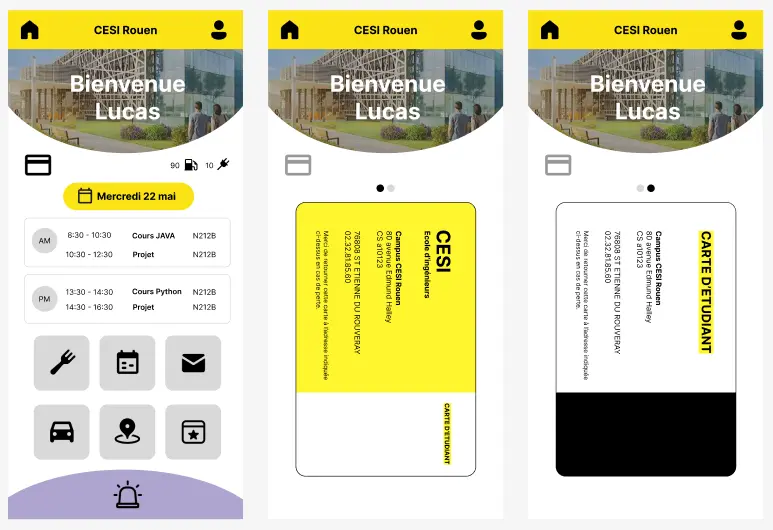 CESI Rouen
Bienvenue
Lucas
90
10
Mercredi 22 mai
AM
8:30 - 10:30 Cours JAVA N212B
10:30 - 12:30 Projet N212B
PM
13:30 - 14:30 Cours Python N212B
14:30 - 16:30 Projet N212B
CESI Rouen
Bienvenue
Lucas
CESI
Ecole d'ingénieurs
Campus CESI Rouen
80 avenue Edmund Halley
CS a10123
76808 ST ETIENNE DU ROUVERAY
02.32.81.85.60
Merci de retourner cette carte à l'adresse indiquée
ci-dessus en cas de perte.
CARTE D'ETUDIANT
CESI Rouen
Bienvenue
Lucas
CARTE D'ETUDIANT
Campus CESI Rouen
80 avenue Edmund Halley
CS a10123
76808 ST ETIENNE DU ROUVERAY
02.32.81.85.60
Merci de retourner cette carte à l'adresse indiquée
ci-dessus en cas de perte.